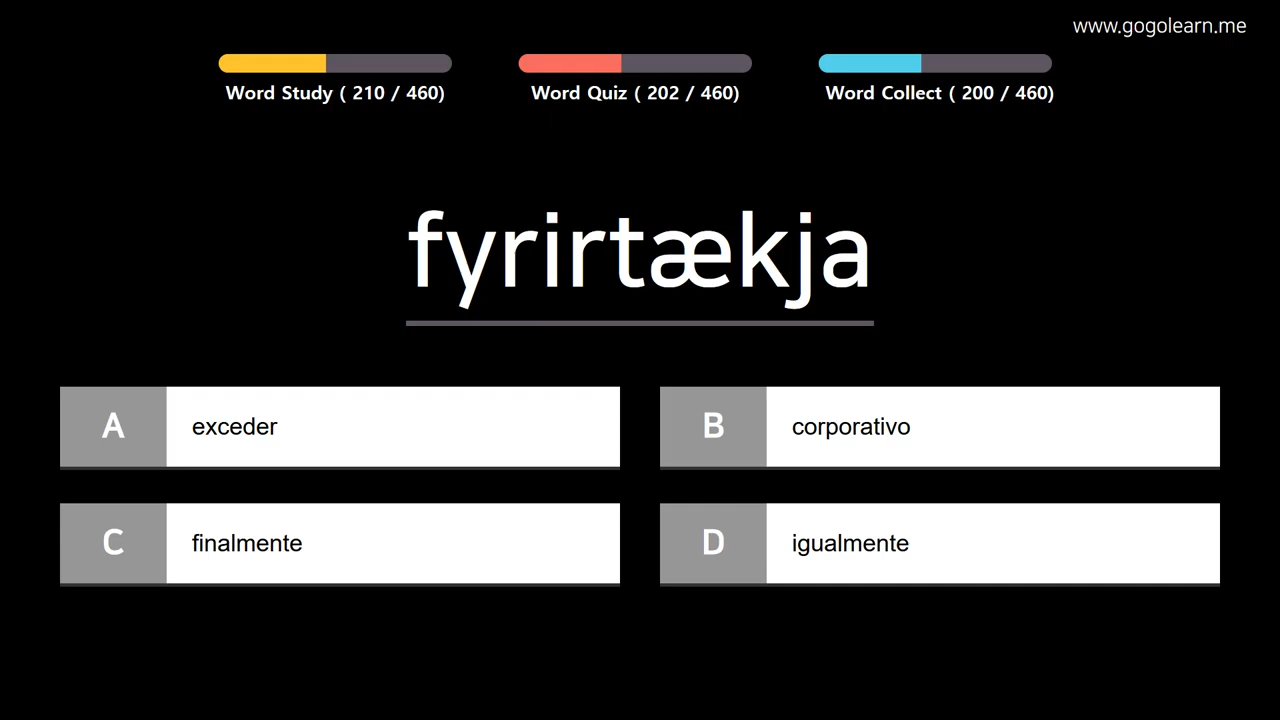 www.gogolearn.me
Word Study ( 210 / 460)
Word Quiz ( 202 / 460)
Word Collect ( 200 / 460)
fyrirtækja
A exceder
B corporativo
C finalmente
D igualmente